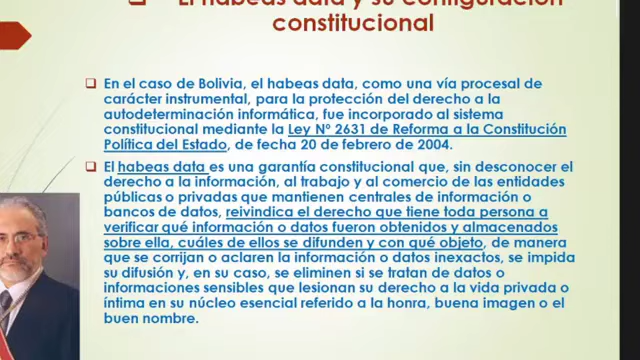 El habeas data y su configuración
constitucional
En el caso de Bolivia, el habeas data, como una vía procesal de
carácter instrumental, para la protección del derecho a la
autodeterminación informática, fue incorporado al sistema
constitucional mediante la Ley Nº 2631 de Reforma a la Constitución
Política del Estado, de fecha 20 de febrero de 2004.
El habeas data es una garantía constitucional que, sin desconocer el
derecho a la información, al trabajo y al comercio de las entidades
públicas o privadas que mantienen centrales de información o
bancos de datos, reivindica el derecho que tiene toda persona a
verificar qué información o datos fueron obtenidos y almacenados
sobre ella, cuáles de ellos se difunden y con qué objeto, de manera
que se corrijan o aclaren la información o datos inexactos, se impida
su difusión y, en su caso, se eliminen si se tratan de datos o
informaciones sensibles que lesionan su derecho a la vida privada o
íntima en su núcleo esencial referido a la honra, buena imagen o el
buen nombre.